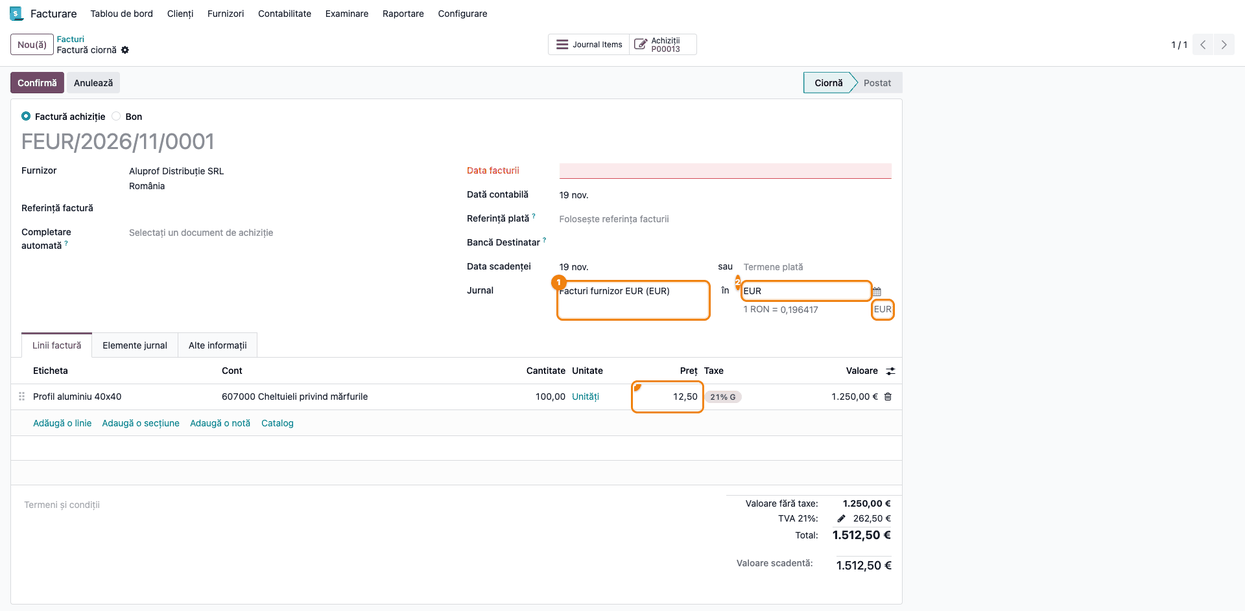 Facturare Tablou de bord Clienți Furnizori Contabilitate Examinare Raportare Configurare
Nou(ă) Facturi
Factură ciornă
Journal Items Achiziții P00013
1 / 1
Confirmă Anulează Ciornă Postat
Factură achiziție Bon
FEUR/2026/11/0001
Furnizor Aluprof Distribuție SRL
România
Referință factură
Completare automată ? Selectați un document de achiziție
Data facturii
Dată contabilă 19 nov.
Referință plată ? Folosește referința facturii
Bancă Destinatar ?
Data scadenței 19 nov. sau Termene plată
Jurnal 1 Facturi furnizor EUR (EUR) în 2 EUR
1 RON = 0,196417 EUR
Linii factură Elemente jurnal Alte informații
Eticheta Cont Cantitate Unitate Preț Taxe Valoare
Profil aluminiu 40x40 607000 Cheltuieli privind mărfurile 100,00 Unități 12,50 21% G 1.250,00 €
Adăugă o linie Adaugă o secțiune Adaugă o notă Catalog
Termeni și condiții
Valoare fără taxe: 1.250,00 €
TVA 21%: 262,50 €
Total: 1.512,50 €
Valoare scadentă: 1.512,50 €